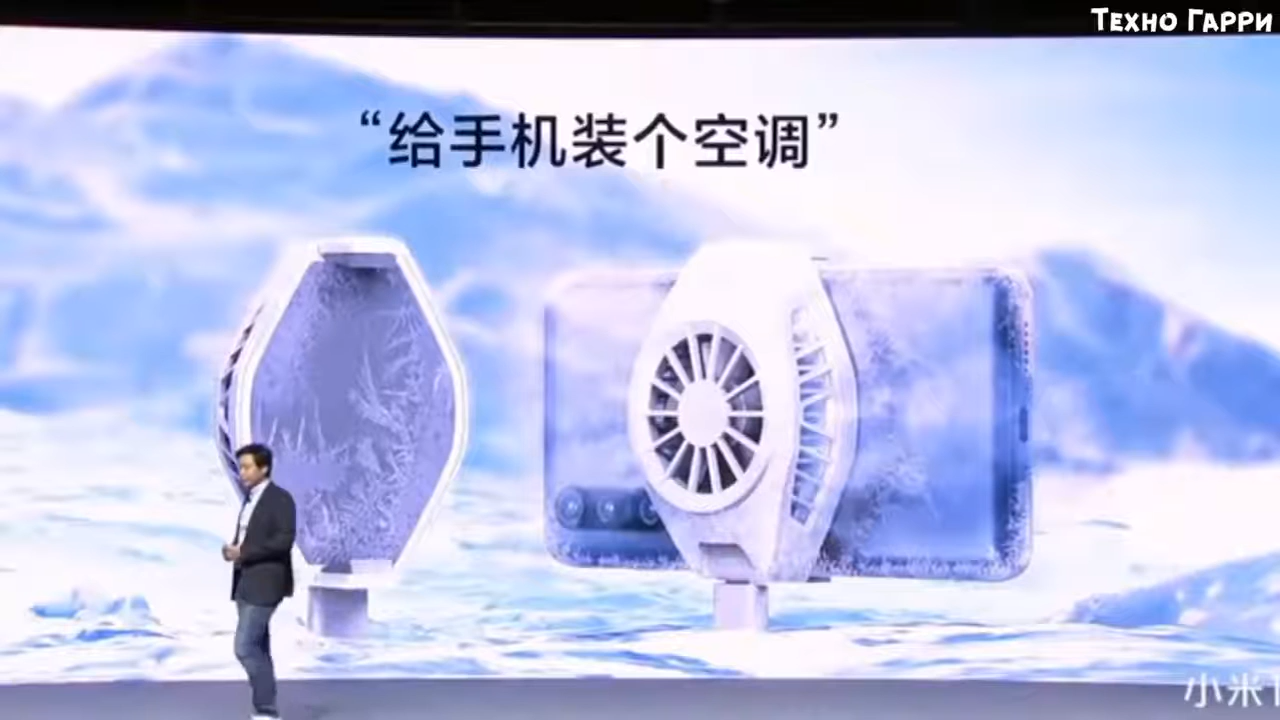 Техно Гарри
“给手机装个空调”
小米